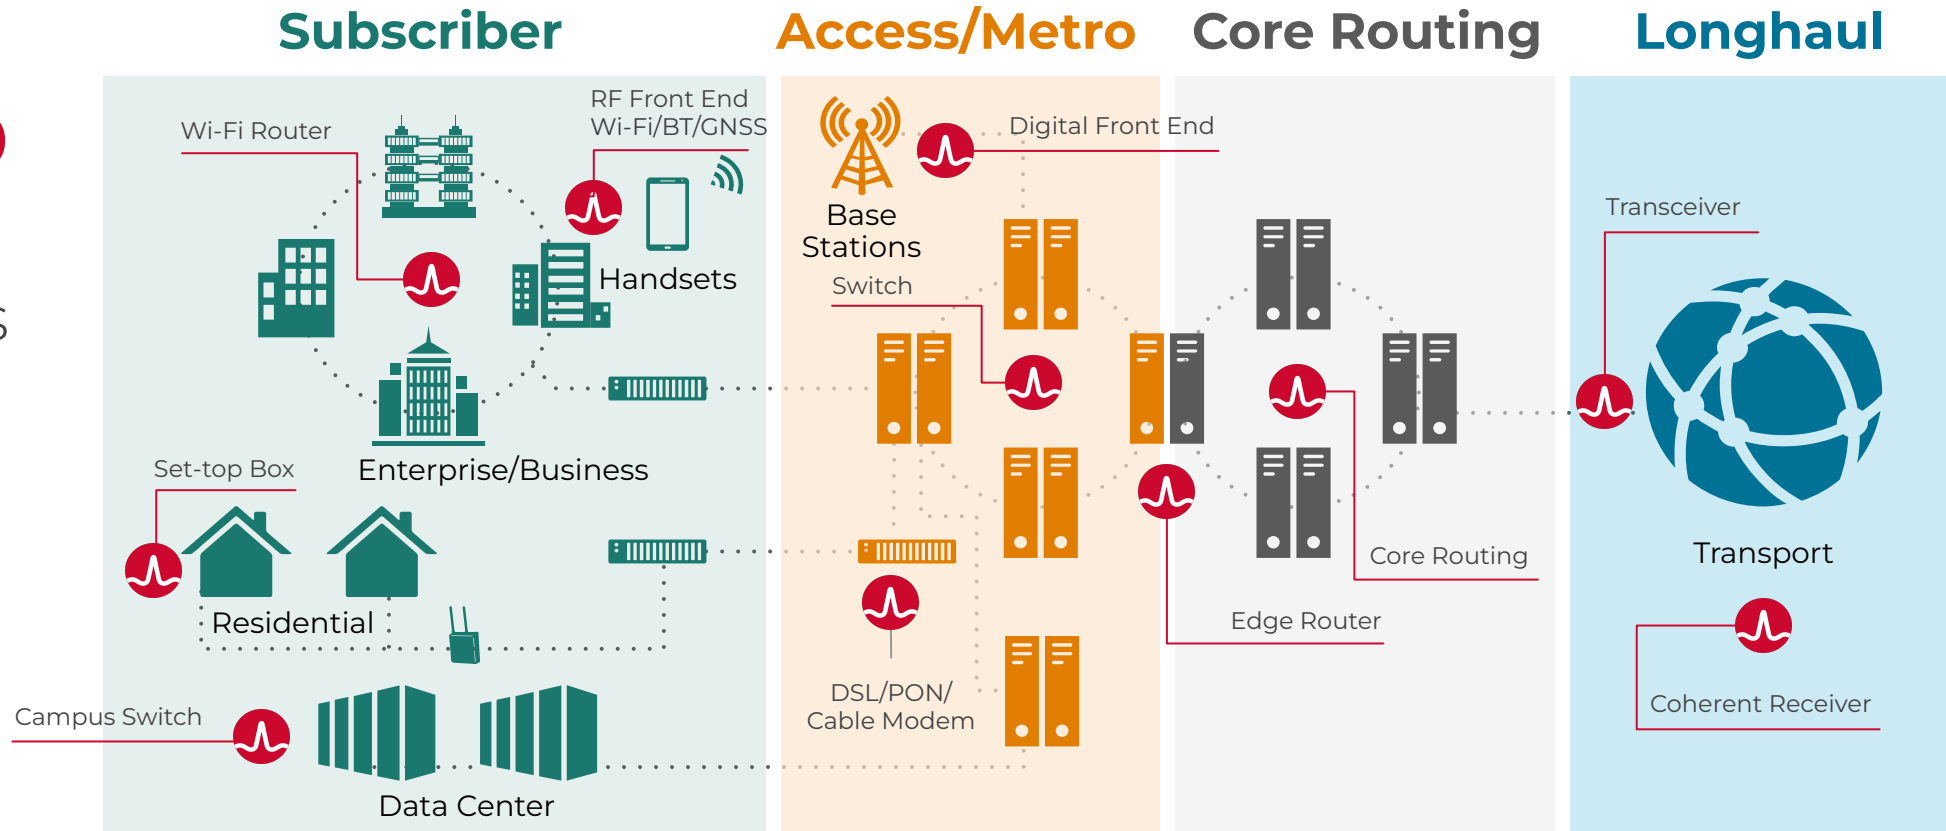 Subscriber
Access/Metro
Core Routing
Longhaul
Wi-Fi Router
RF Front End
Wi-Fi/BT/GNSS
Handsets
Enterprise/Business
Set-top Box
Residential
Campus Switch
Data Center
Digital Front End
Base
Stations
Switch
DSL/PON/
Cable Modem
Edge Router
Core Routing
Transceiver
Transport
Coherent Receiver